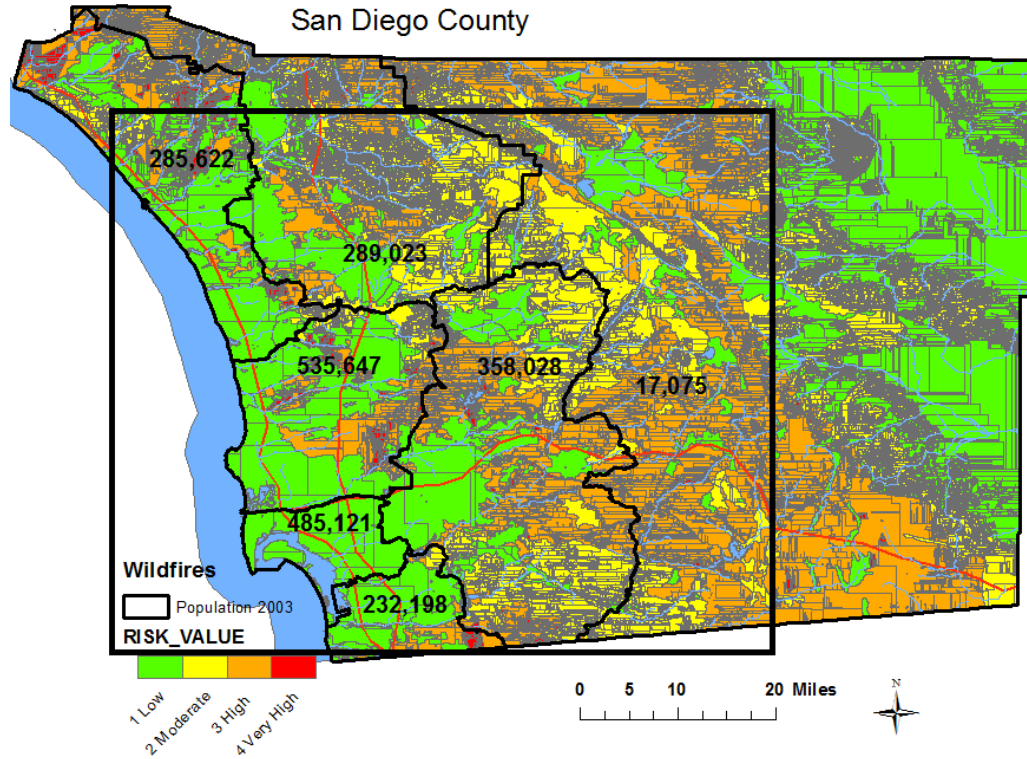 San Diego County
285,622
289,023
535,647
358,028
17,075
485,121
232,198
Wildfires
Population 2003
RISK_VALUE
1 Low
2 Moderate
3 High
4 Very High
0 5 10 20 Miles
N